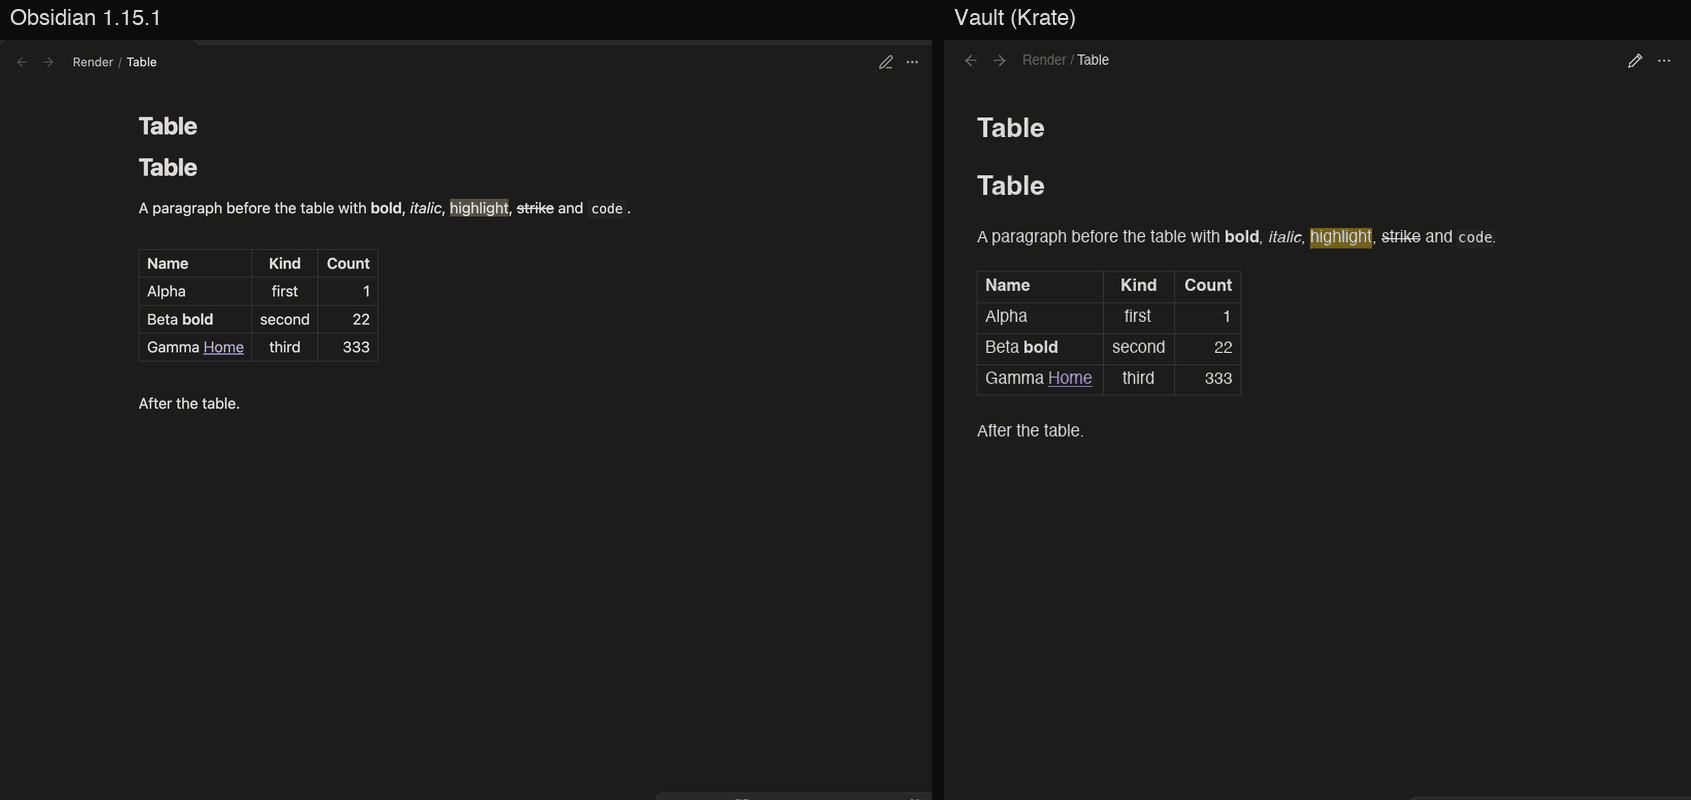 Obsidian 1.15.1
Render / Table
Table
Table
A paragraph before the table with bold, italic, highlight, strike and code.
Name Kind Count
Alpha first 1
Beta bold second 22
Gamma Home third 333
After the table.
Vault (Krate)
Render / Table
Table
Table
A paragraph before the table with bold, italic, highlight, strike and code.
Name Kind Count
Alpha first 1
Beta bold second 22
Gamma Home third 333
After the table.